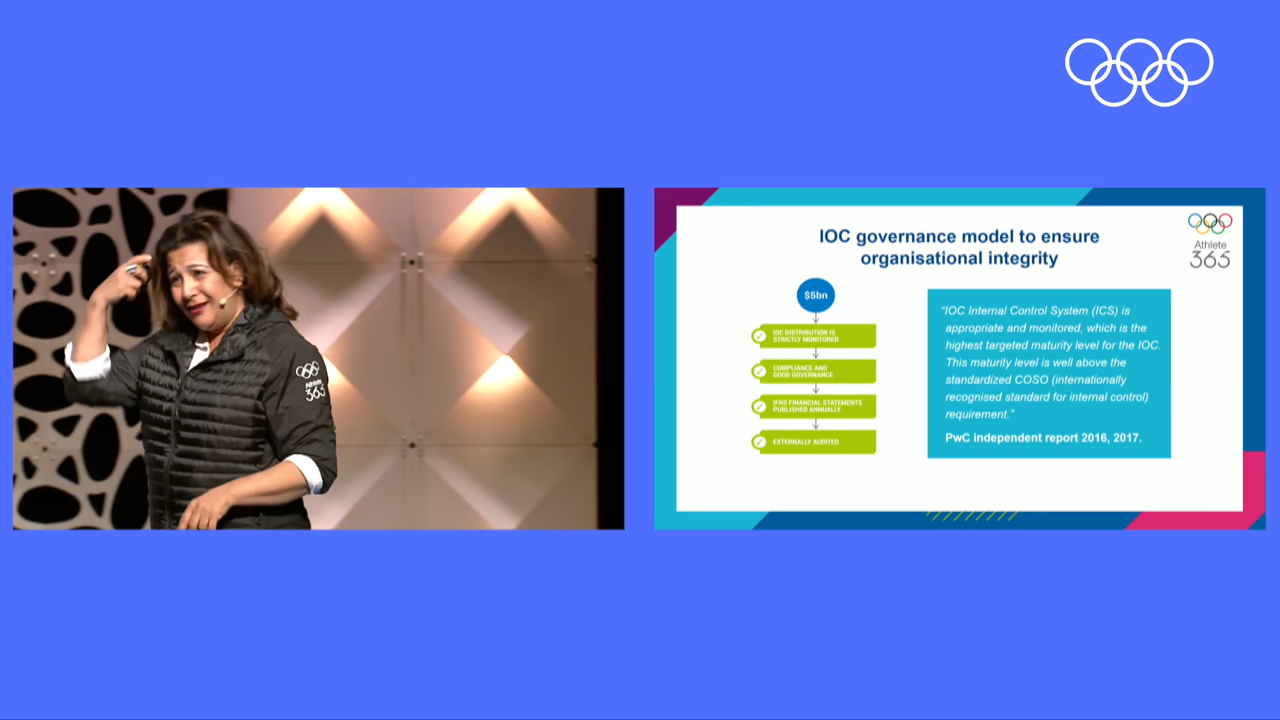 Athlete
365
IOC governance model to ensure
organisational integrity
Athlete
365
$5bn
IOC DISTRIBUTION IS
STRICTLY MONITORED
COMPLIANCE AND
GOOD GOVERNANCE
IFRS FINANCIAL STATEMENTS
PUBLISHED ANNUALLY
EXTERNALLY AUDITED
"IOC Internal Control System (ICS) is
appropriate and monitored, which is the
highest targeted maturity level for the IOC.
This maturity level is well above the
standardized COSO (internationally
recognised standard for internal control)
requirement."
PwC independent report 2016, 2017.